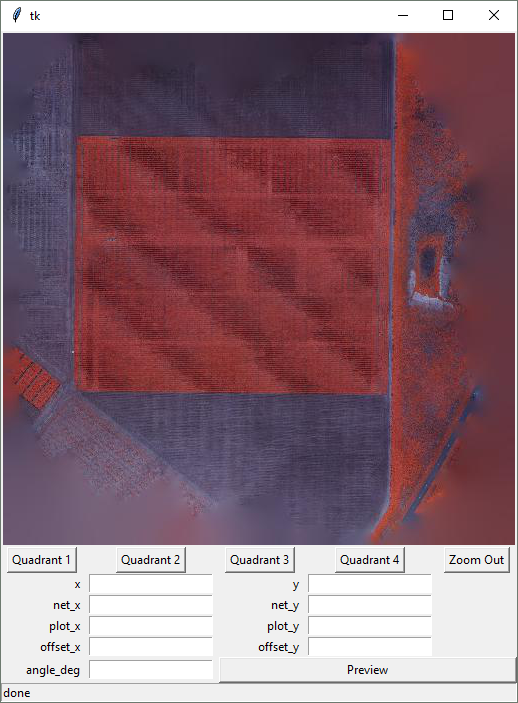 tk
Quadrant 1 Quadrant 2 Quadrant 3 Quadrant 4 Zoom Out
x y
net_x net_y
plot_x plot_y
offset_x offset_y
angle_deg Preview
done